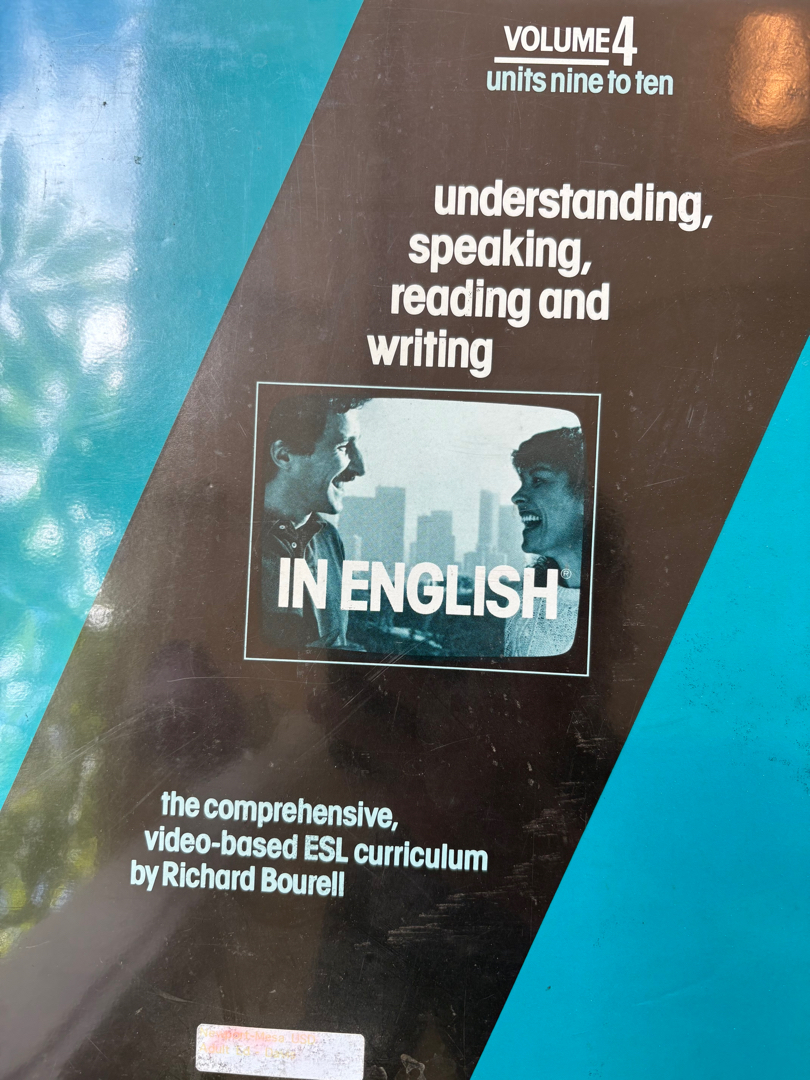 VOLUME 4
units nine to ten
understanding,
speaking,
reading and
writing
IN ENGLISH®
the comprehensive,
video-based ESL curriculum
by Richard Bourell